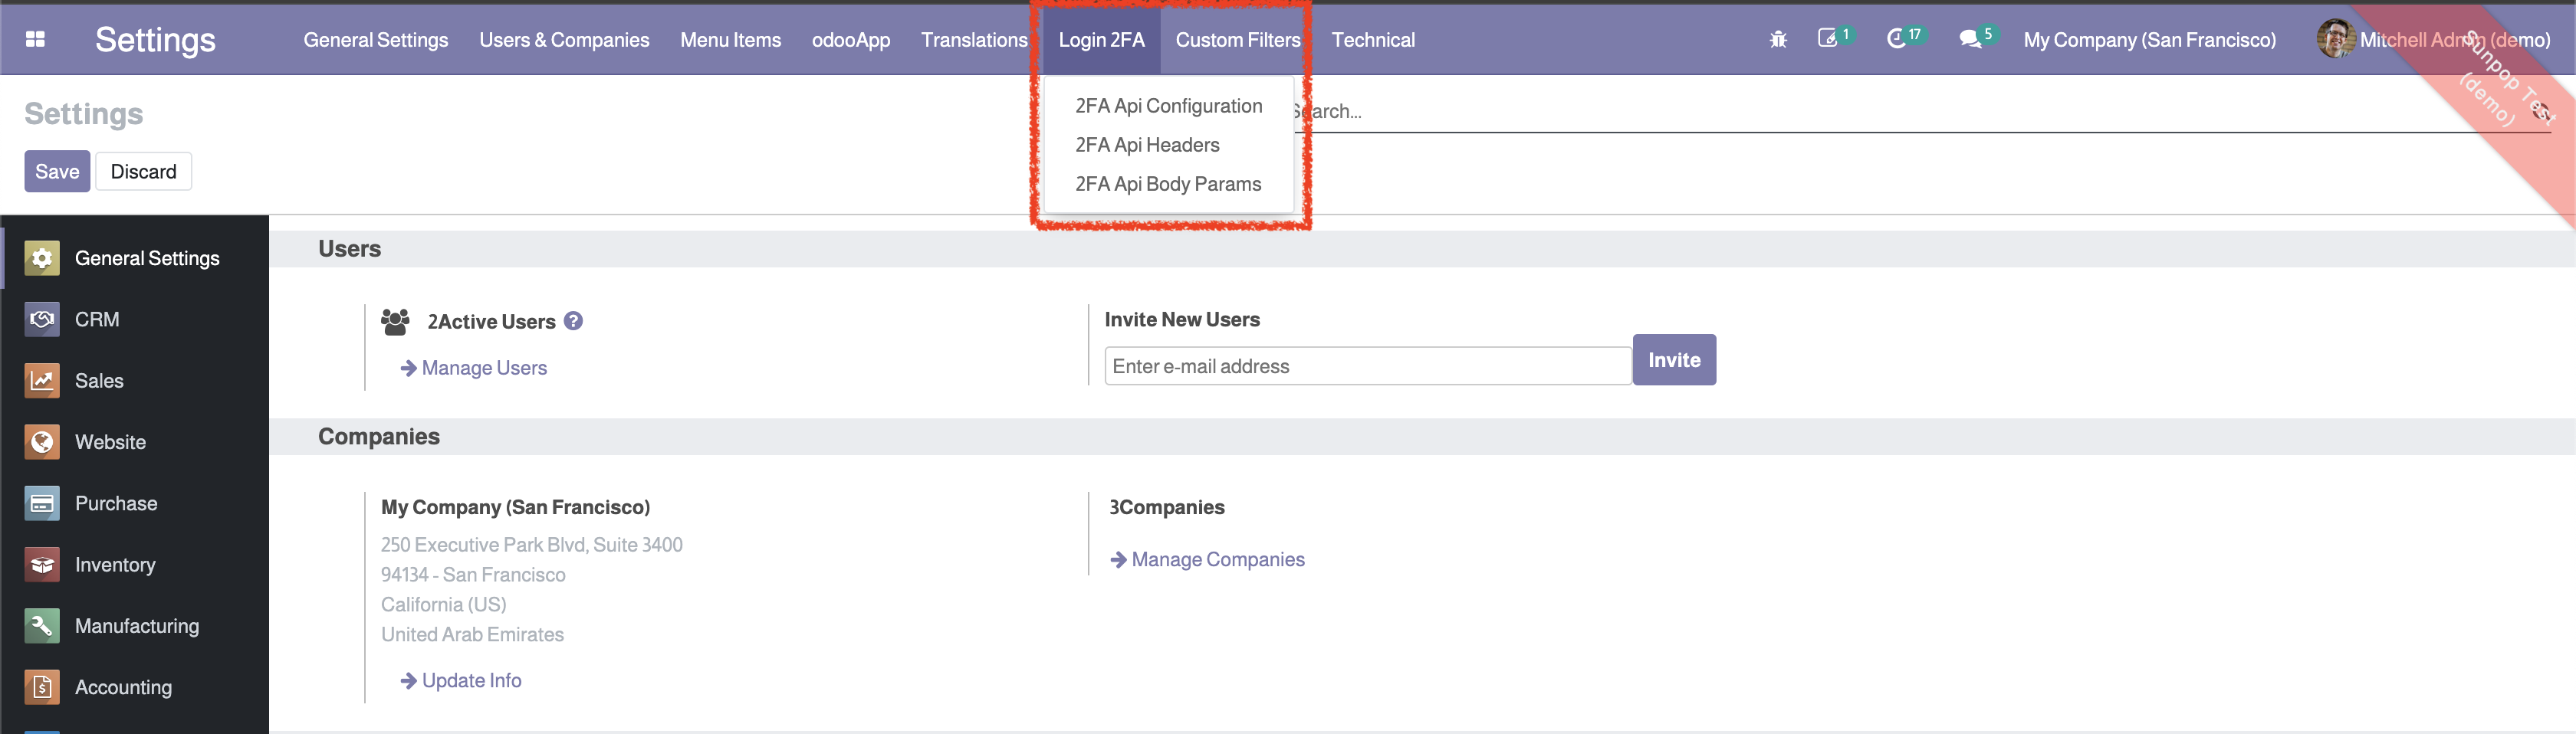 Settings General Settings Users & Companies Menu Items odooApp Translations Login 2FA Custom Filters Technical 1 17 5 My Company (San Francisco) Mitchell Admin (demo)
Sunpop Test
(demo)
Settings
Search...
Save Discard
2FA Api Configuration
2FA Api Headers
2FA Api Body Params
General Settings
CRM
Sales
Website
Purchase
Inventory
Manufacturing
Accounting
Users
2Active Users ?
Manage Users
Invite New Users
Enter e-mail address Invite
Companies
My Company (San Francisco)
250 Executive Park Blvd, Suite 3400
94134 - San Francisco
California (US)
United Arab Emirates
Update Info
3Companies
Manage Companies